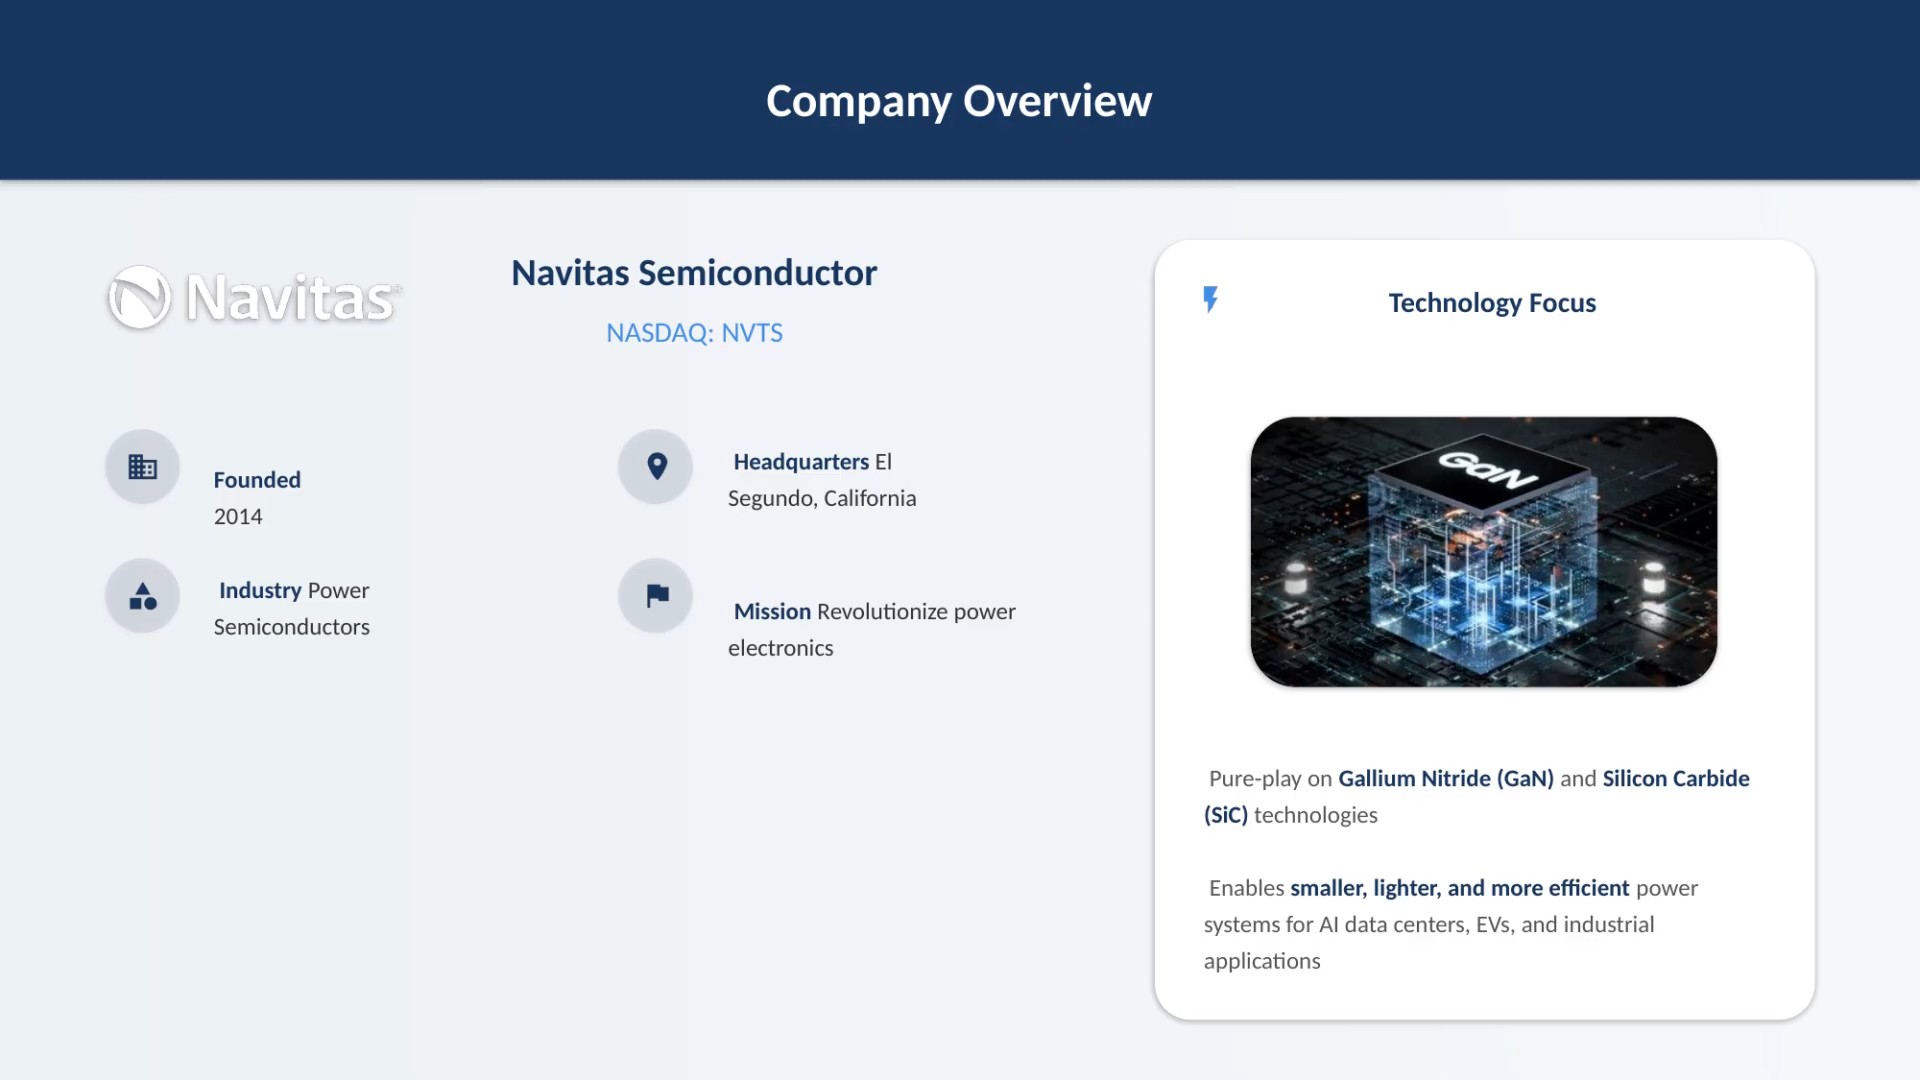 Company Overview
Navitas
Navitas Semiconductor
NASDAQ: NVTS
Founded
2014
Headquarters El
Segundo, California
Industry Power
Semiconductors
Mission Revolutionize power
electronics
Technology Focus
GaN
Pure-play on Gallium Nitride (GaN) and Silicon Carbide
(SiC) technologies
Enables smaller, lighter, and more efficient power
systems for AI data centers, EVs, and industrial
applications